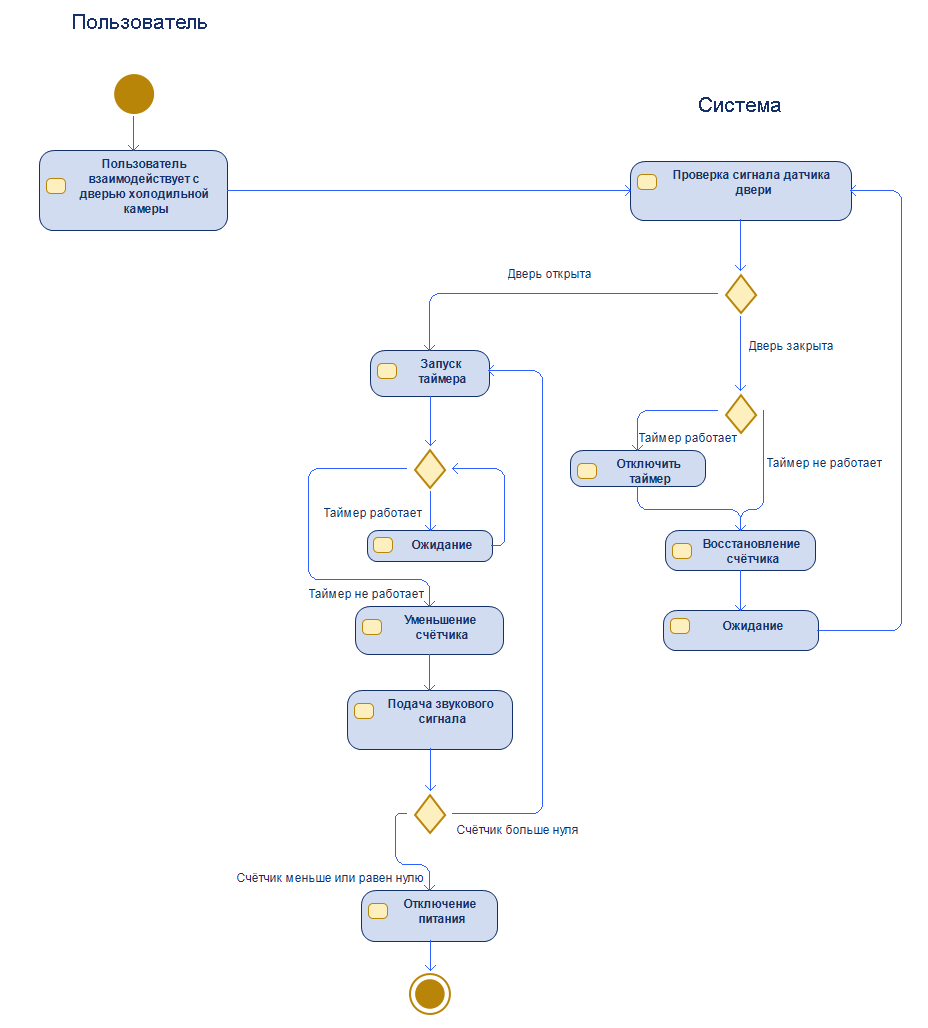 Пользователь
Система
Пользователь
взаимодействует с
дверью холодильной
камеры
Проверка сигнала датчика
двери
Дверь открыта
Дверь закрыта
Запуск
таймера
Таймер работает
Таймер не работает
Отключить
таймер
Таймер работает
Ожидание
Восстановление
счётчика
Таймер не работает
Уменьшение
счётчика
Ожидание
Подача звукового
сигнала
Счётчик больше нуля
Счётчик меньше или равен нулю
Отключение
питания